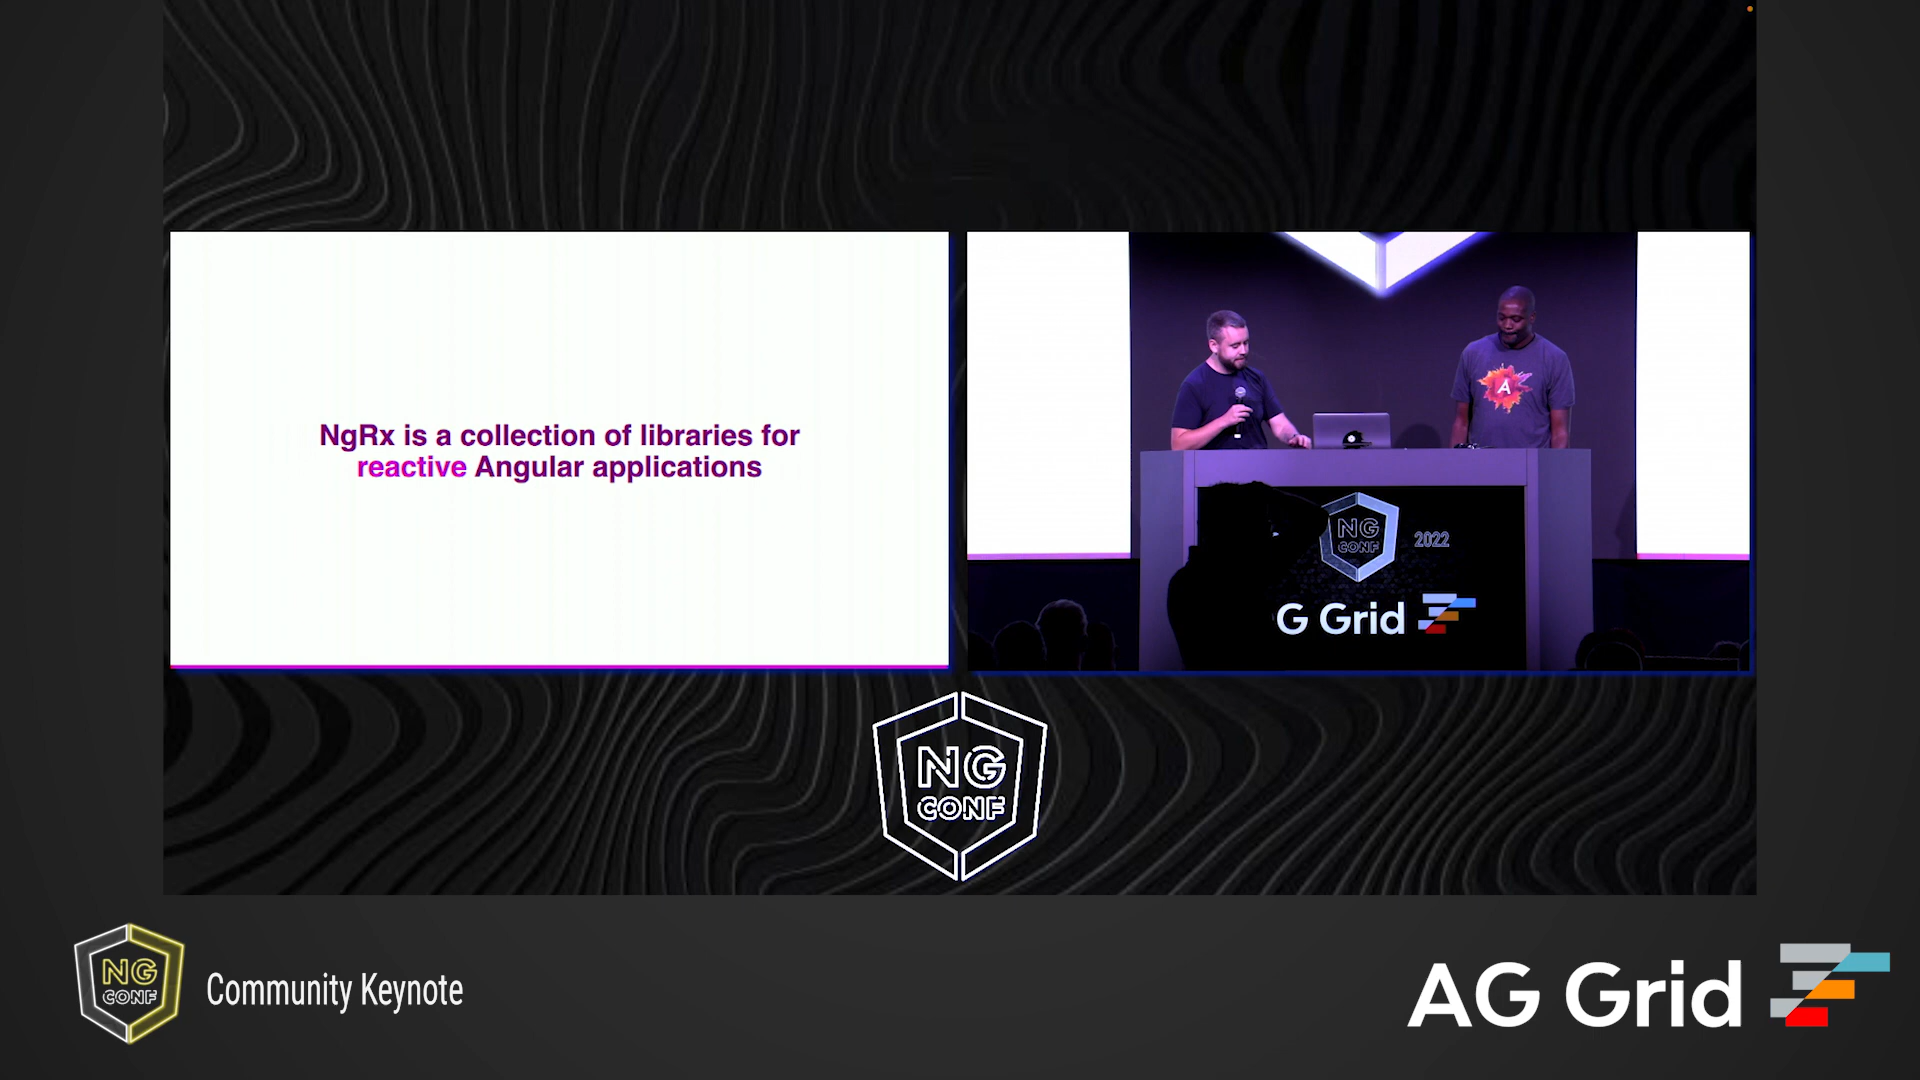 NgRx is a collection of libraries for
reactive Angular applications
A
NG
CONF
2022
G Grid
NG
CONF
NG
CONF
Community Keynote
AG Grid